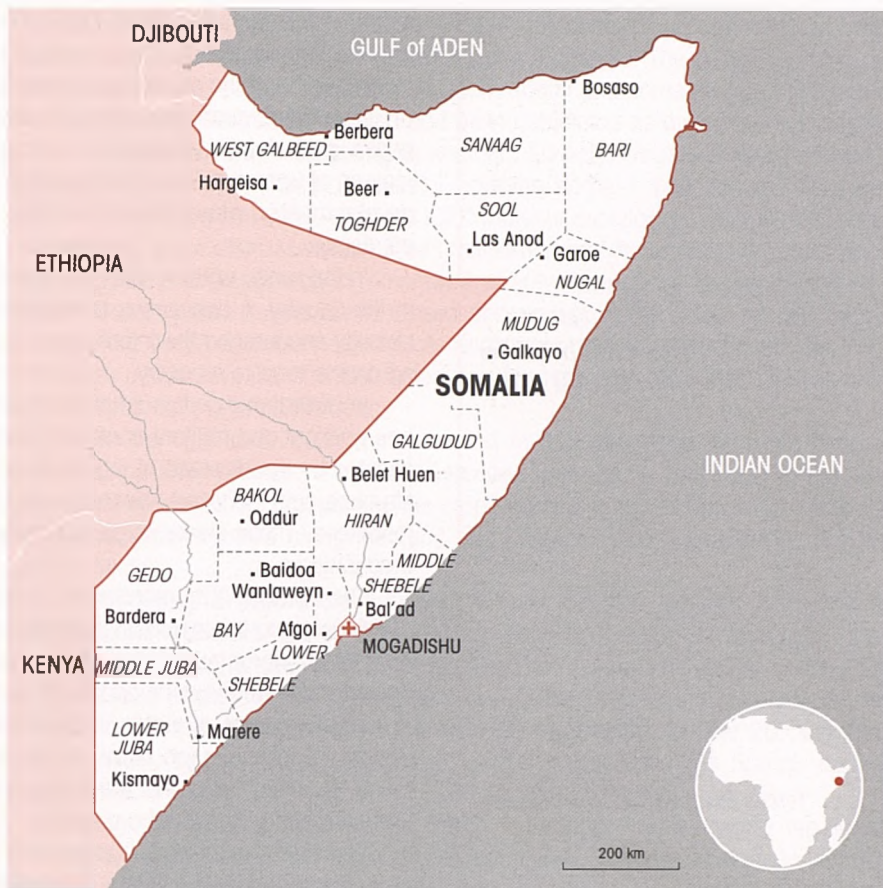 DJIBOUTI
GULF of ADEN
Bosaso
Berbera
WEST GALBEED
SANAAG
BARI
Hargeisa
Beer
SOOL
TOGHDER
Las Anod
Garoe
ETHIOPIA
NUGAL
MUDUG
Galkayo
SOMALIA
GALGUDUD
INDIAN OCEAN
Belet Huen
BAKOL
Oddur
HIRAN
MIDDLE
SHEBELE
GEDO
Baidoa
Wanlaweyn
Bal'ad
Bardera
BAY
Afgoi
MOGADISHU
LOWER
SHEBELE
KENYA
MIDDLE JUBA
LOWER
JUBA
Marere
Kismayo
200 km